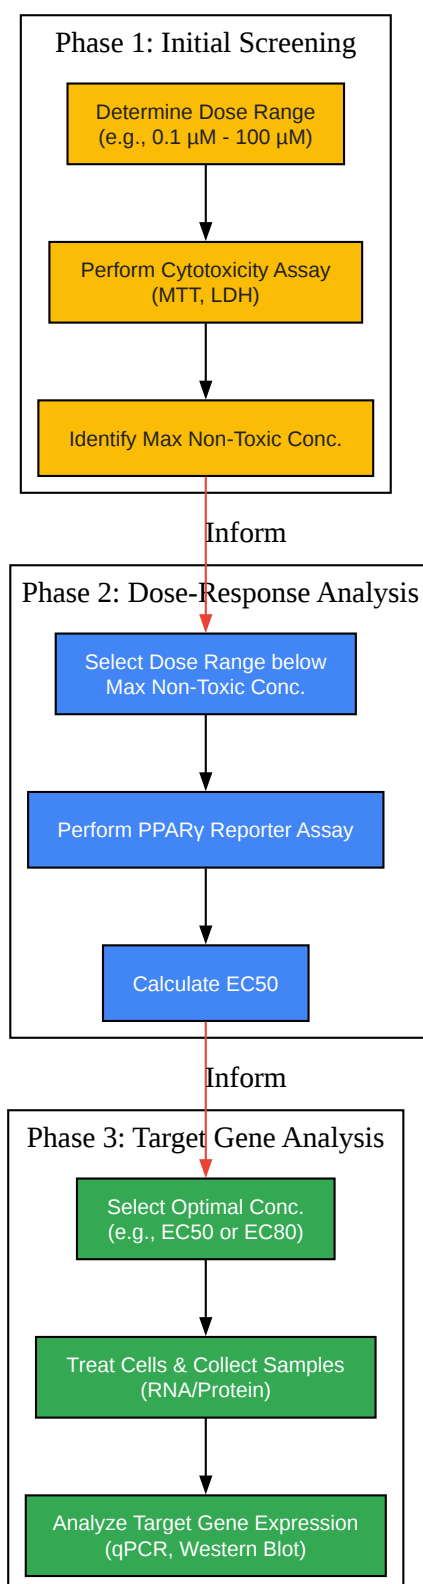 Phase 1: Initial Screening
Determine Dose Range
(e.g., 0.1 µM - 100 µM)
Perform Cytotoxicity Assay
(MTT, LDH)
Identify Max Non-Toxic Conc.
Inform
Phase 2: Dose-Response Analysis
Select Dose Range below
Max Non-Toxic Conc.
Perform PPARγ Reporter Assay
Calculate EC50
Inform
Phase 3: Target Gene Analysis
Select Optimal Conc.
(e.g., EC50 or EC80)
Treat Cells & Collect Samples
(RNA/Protein)
Analyze Target Gene Expression
(qPCR, Western Blot)